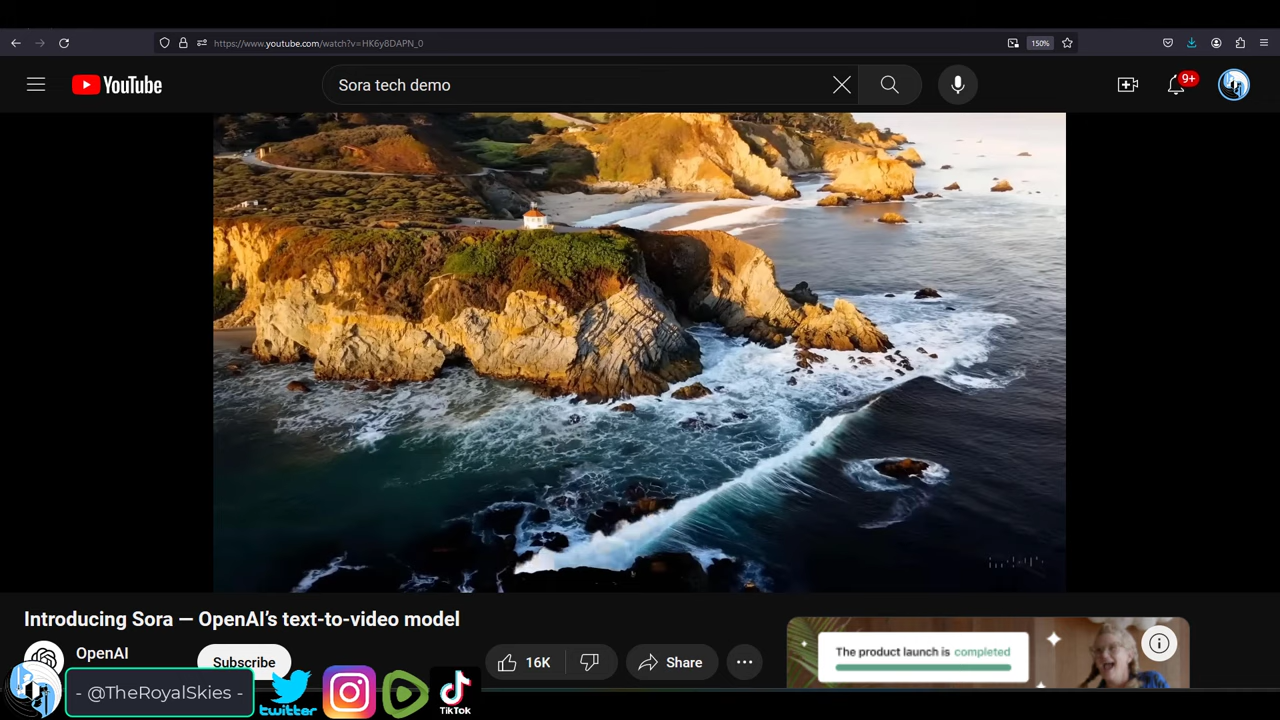 https://www.youtube.com/watch?v=HK6y8DAPN_0
150%
YouTube
Sora tech demo
9+
Introducing Sora — OpenAI’s text-to-video model
OpenAI
Subscribe
16K
Share
The product launch is completed
- @TheRoyalSkies -
twitter
TikTok